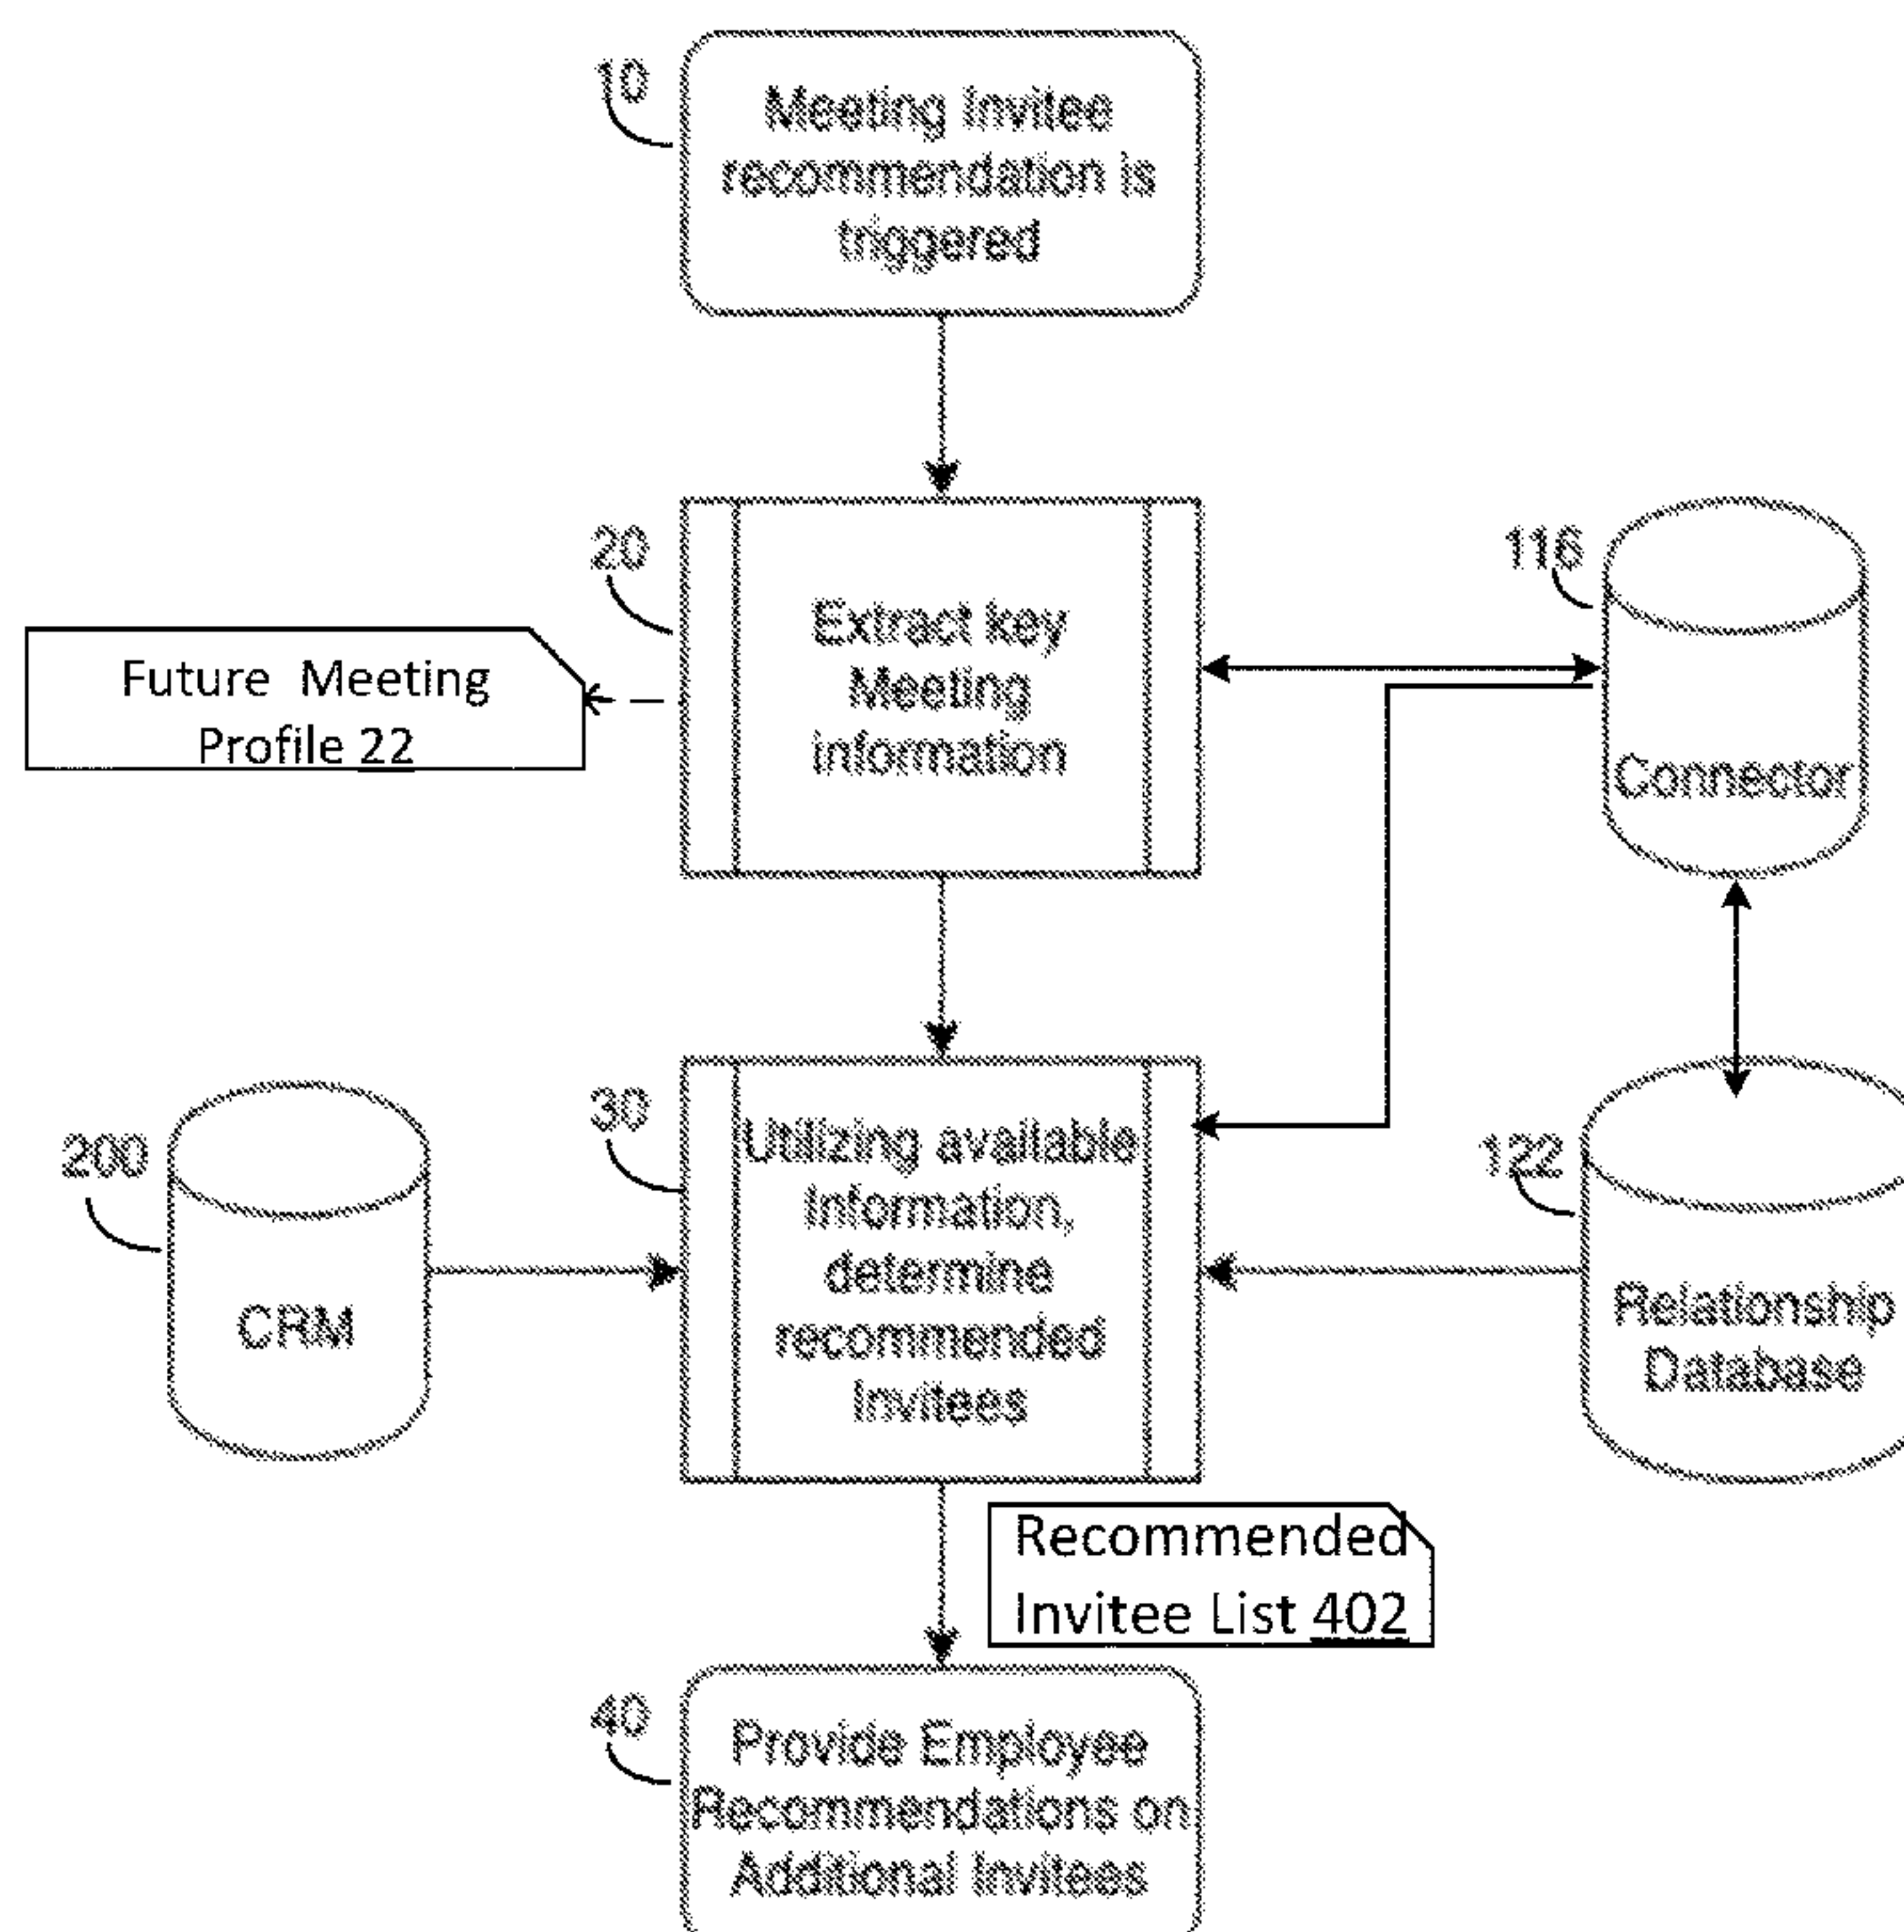 10
Meeting Invitee
recommendation is
triggered
20
Extract key
Meeting
information
116
Connector
Future Meeting
Profile 22
30
Utilizing available
Information,
determine
recommended
Invitees
200
CRM
122
Relationship
Database
Recommended
Invitee List 402
40
Provide Employee
Recommendations on
Additional Invitees